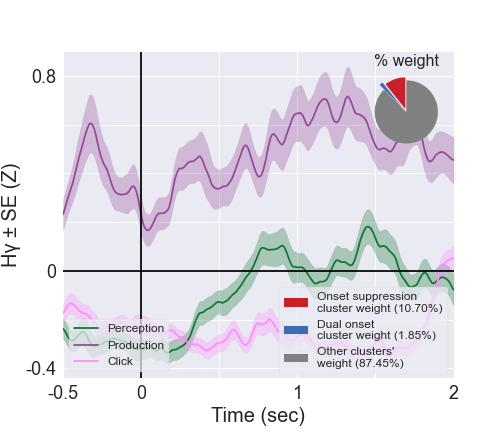 % weight
0.8
0
-0.4
Hγ ± SE (Z)
Perception
Production
Click
Onset suppression
cluster weight (10.70%)
Dual onset
cluster weight (1.85%)
Other clusters'
weight (87.45%)
-0.5
0
1
2
Time (sec)